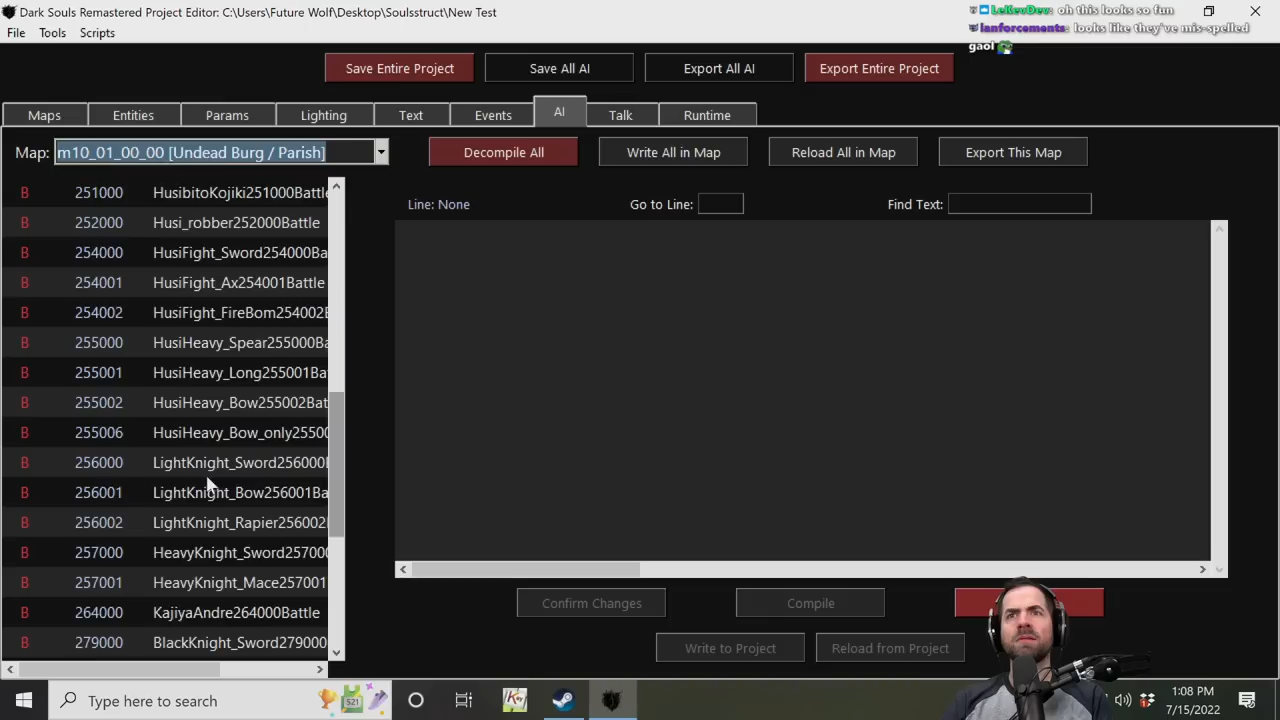 Dark Souls Remastered Project Editor: C:\Users\Future Wolf\Desktop\Soulsstruct\New Test
LeKevDev: oh this looks so fun
lanforcements: looks like they've mis-spelled
gaol
File Tools Scripts
Save Entire Project Save All AI Export All AI Export Entire Project
Maps Entities Params Lighting Text Events AI Talk Runtime
Map: m10_01_00_00 [Undead Burg / Parish] Decompile All Write All in Map Reload All in Map Export This Map
Line: None Go to Line: Find Text:
B 251000 HusibitoKojiki251000Battle
B 252000 Husi_robber252000Battle
B 254000 HusiFight_Sword254000Bat
B 254001 HusiFight_Ax254001Battle
B 254002 HusiFight_FireBom254002B
B 255000 HusiHeavy_Spear255000Ba
B 255001 HusiHeavy_Long255001Bat
B 255002 HusiHeavy_Bow255002Bat
B 255006 HusiHeavy_Bow_only25500
B 256000 LightKnight_Sword256000
B 256001 LightKnight_Bow256001Ba
B 256002 LightKnight_Rapier256002
B 257000 HeavyKnight_Sword257000
B 257001 HeavyKnight_Mace257001
B 264000 KajiyaAndre264000Battle
B 279000 BlackKnight_Sword279000
Confirm Changes Compile
Write to Project Reload from Project
Type here to search
521
Key
1:08 PM
7/15/2022